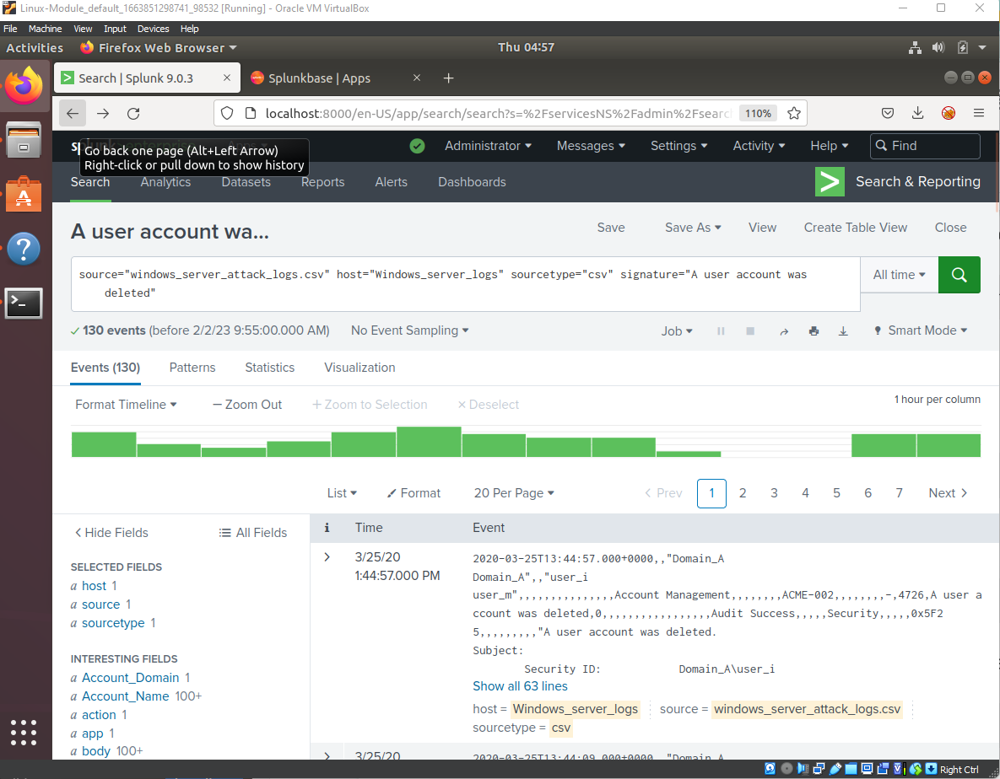 Linux-Module_default_1663851298741_98532 [Running] - Oracle VM VirtualBox
File Machine View Input Devices Help
Activities Firefox Web Browser Thu 04:57
Search | Splunk 9.0.3 Splunkbase | Apps
localhost:8000/en-US/app/search/search?s=%2FservicesNS%2Fadmin%2Fsearch 110%
Administrator Messages Settings Activity Help Find
Go back one page (Alt+Left Arrow)
Right-click or pull down to show history
Search Analytics Datasets Reports Alerts Dashboards Search & Reporting
A user account wa... Save Save As View Create Table View Close
source="windows_server_attack_logs.csv" host="Windows_server_logs" sourcetype="csv" signature="A user account was
deleted"
All time
130 events (before 2/2/23 9:55:00.000 AM) No Event Sampling Job Smart Mode
Events (130) Patterns Statistics Visualization
Format Timeline — Zoom Out + Zoom to Selection × Deselect 1 hour per column
List Format 20 Per Page < Prev 1 2 3 4 5 6 7 Next >
< Hide Fields All Fields
SELECTED FIELDS
a host 1
a source 1
a sourcetype 1
INTERESTING FIELDS
a Account_Domain 1
a Account_Name 100+
a action 1
a app 1
a body 100+
i Time Event
3/25/20
1:44:57.000 PM
2020-03-25T13:44:57.000+0000,,"Domain_A
Domain_A",,"user_i
user_m",,,,,,,,,,,,,,,Account Management,,,,,,,,ACME-002,,,,,,,,-,4726,A user a
ccount was deleted,0,,,,,,,,,,,,,,,,,Audit Success,,,,,Security,,,,,0x5F2
5,,,,,,,,,"A user account was deleted.
Subject:
Security ID: Domain_A\user_i
Show all 63 lines
host = Windows_server_logs source = windows_server_attack_logs.csv
sourcetype = csv
3/25/20 2020-03-25T13:44:09.000+0000,,"Domain_A
Right Ctrl